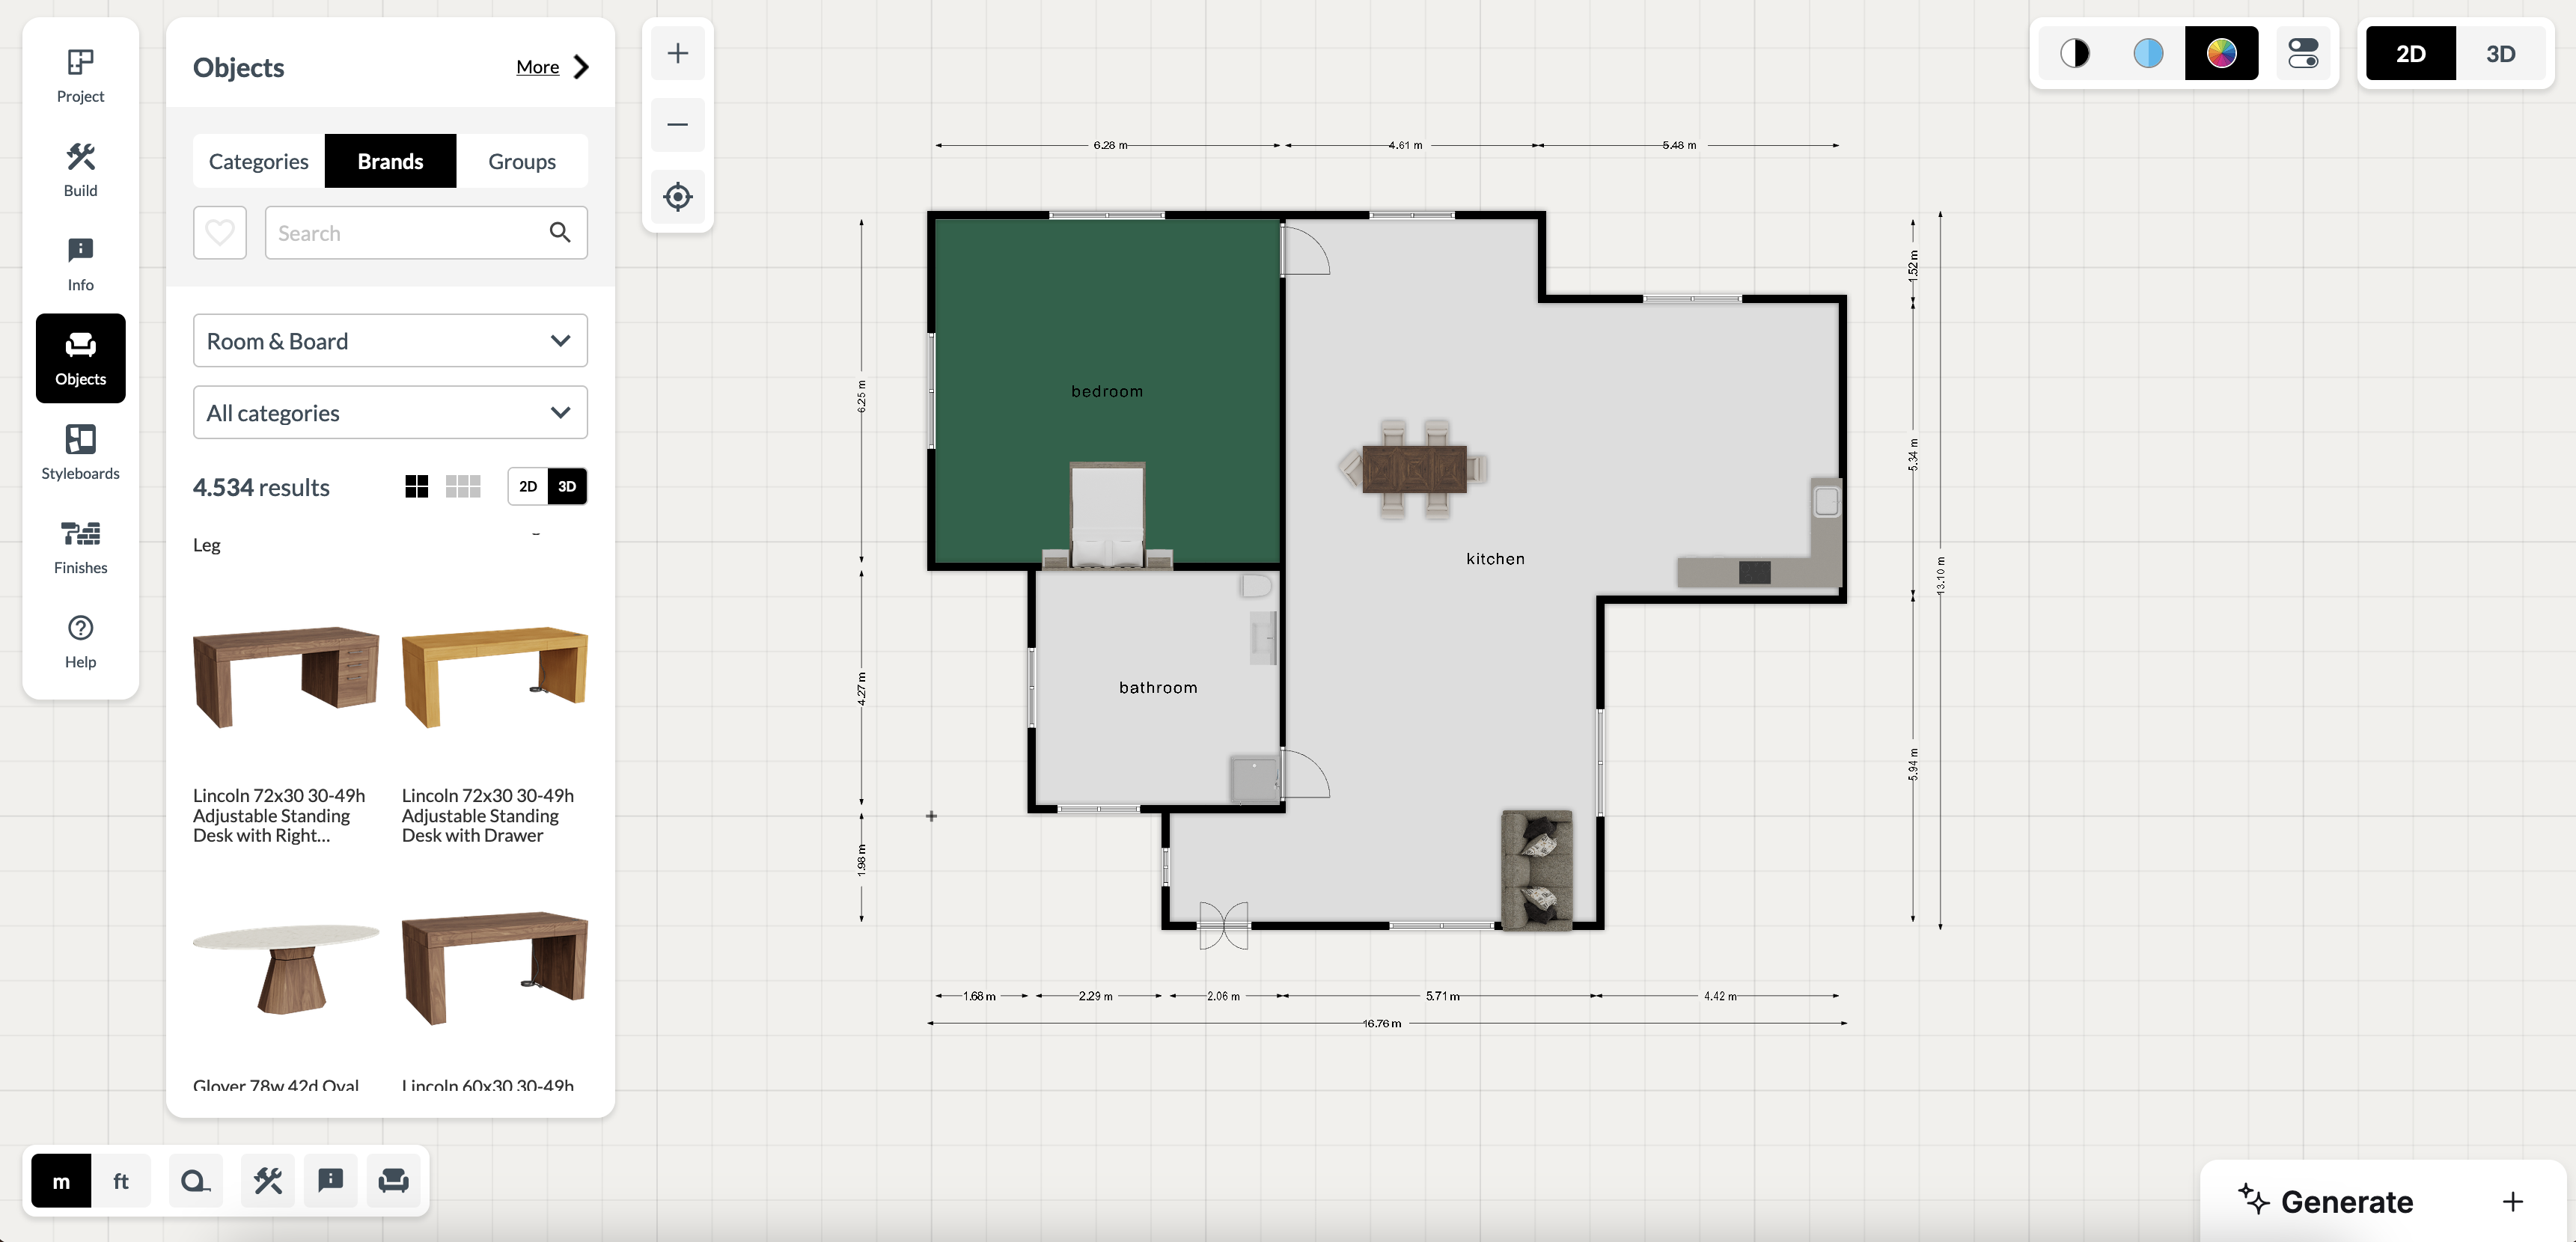 Project
Build
Info
Objects
Styleboards
Finishes
Help
Objects
More
Categories
Brands
Groups
Search
Room & Board
All categories
4.534 results
2D
3D
Leg
Lincoln 72x30 30-49h
Adjustable Standing
Desk with Right...
Lincoln 72x30 30-49h
Adjustable Standing
Desk with Drawer
Glover 78w 42d Oval
Lincoln 60x30 30-49h
m
ft
2D
3D
6.28 m
4.61 m
5.48 m
6.25 m
4.27 m
1.98 m
1.52 m
5.34 m
5.94 m
13.10 m
bedroom
kitchen
bathroom
1.68 m
2.29 m
2.06 m
5.71 m
4.42 m
16.76 m
Generate